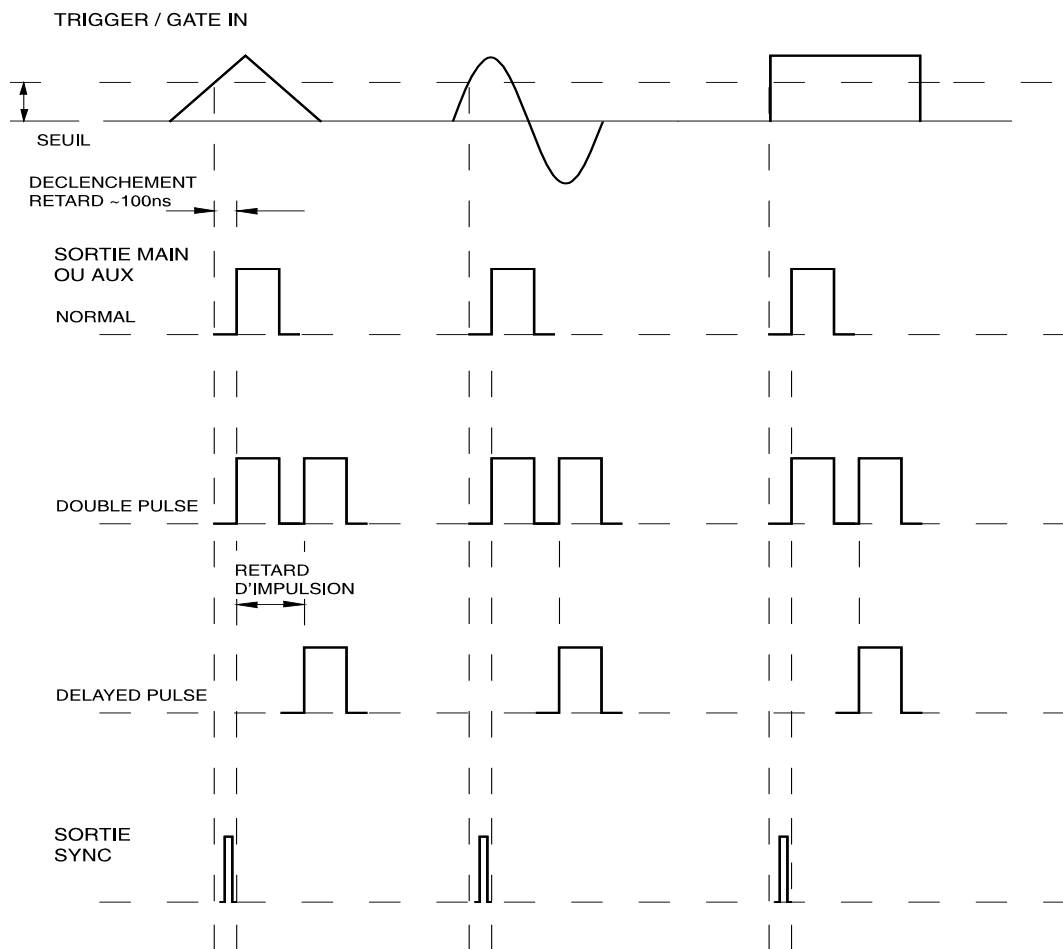 TRIGGER / GATE IN
SEUIL
DECLENCHEMENT
RETARD ~100ns
SORTIE MAIN
OU AUX
NORMAL
DOUBLE PULSE
RETARD
D'IMPULSION
DELAYED PULSE
SORTIE
SYNC